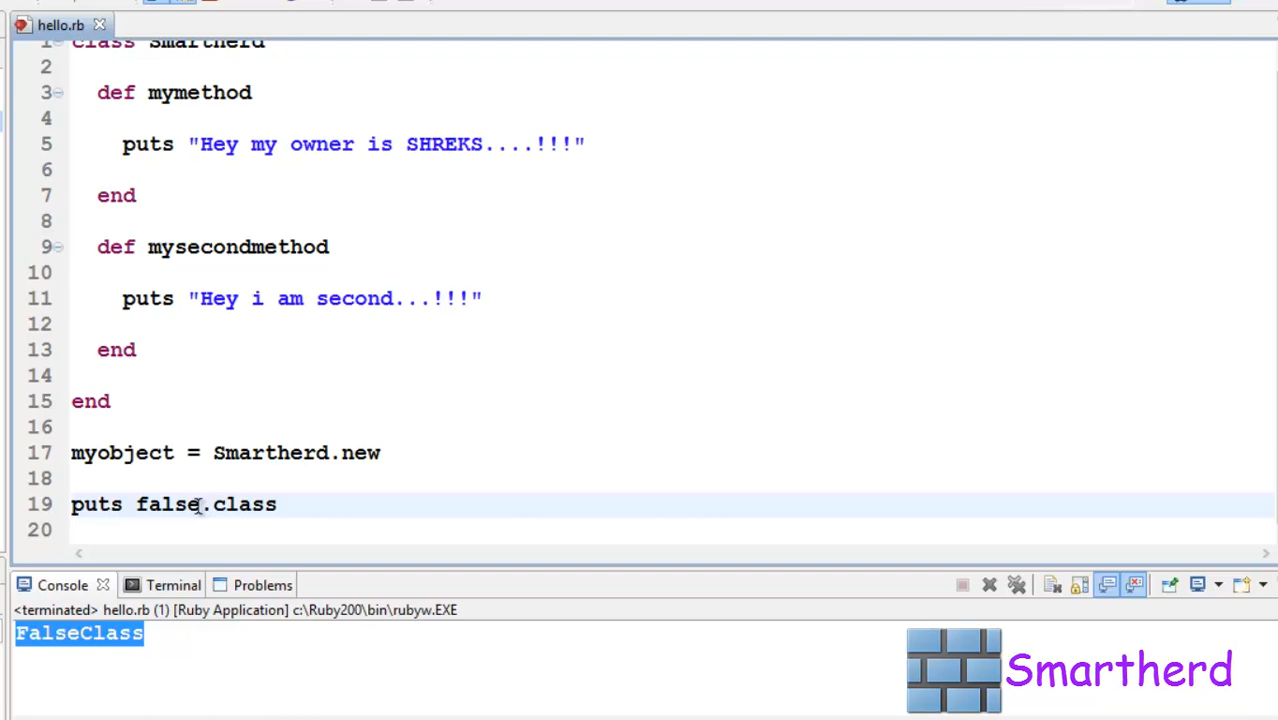 hello.rb
1 class Smartherd
2
3 def mymethod
4
5 puts "Hey my owner is SHREKS....!!!"
6
7 end
8
9 def mysecondmethod
10
11 puts "Hey i am second...!!!"
12
13 end
14
15 end
16
17 myobject = Smartherd.new
18
19 puts false.class
20
Console Terminal Problems
<terminated> hello.rb (1) [Ruby Application] c:\Ruby200\bin\rubyw.EXE
FalseClass
Smartherd